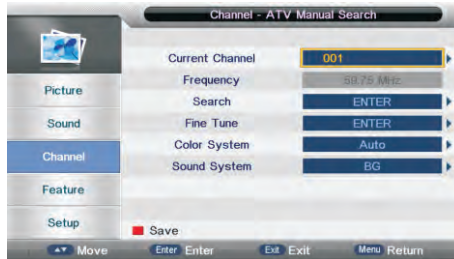 Channel - ATV Manual Search
Current Channel 001
Frequency 59.75 MHz
Search ENTER
Fine Tune ENTER
Color System Auto
Sound System BG
Picture
Sound
Channel
Feature
Setup
Save
Move Enter Enter Exit Exit Menu Return